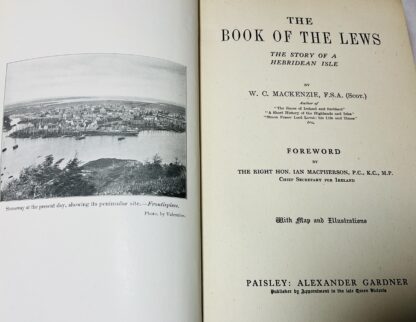 Stornoway of the present day, showing the peninsular site.—Frontispiece.
Photo, by Valentine.
THE
BOOK OF THE LEWS
THE STORY OF A
HEBRIDEAN ISLE
BY
W. C. MACKENZIE, F.S.A. (Scot.)
Author of
"The Races of Ireland and Scotland"
"A Short History of the Highlands and Isles"
"Simon Fraser Lord Lovat: his Life and Times"
Etc.
FOREWORD
BY
THE RIGHT HON. IAN MACPHERSON, P.C., K.C., M.P.
Chief Secretary for Ireland
With Map and Illustrations
PAISLEY: ALEXANDER GARDNER
Publisher by Appointment to the late Queen Victoria